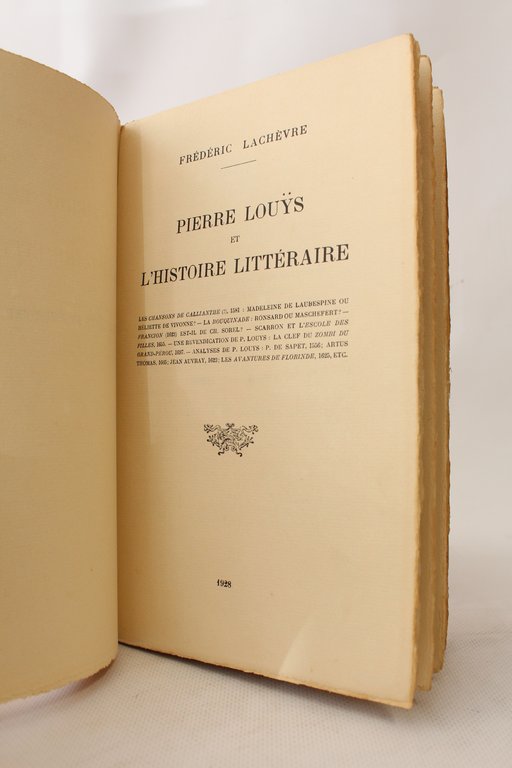 FRÉDÉRIC LACHÈVRE
PIERRE LOUŸS
ET
L'HISTOIRE LITTÉRAIRE
LES CHANSONS DE CALLIANTHE (?), 1581 : MADELEINE DE LAUBESPINE OU
HÉLIETTE DE VIVONNE? — LA BOUQUINADE : RONSARD OU MASCHEFERT? —
FRANCION (1623) EST-IL DE CH. SOREL? — SCARRON ET L'ESCOLE DES
FILLES, 1655. — UNE REVENDICATION DE P. LOUYS : LA CLEF DU ZOMBI DU
GRAND-PÉROU, 1697. — ANALYSES DE P. LOUYS : P. DE SAPET, 1556; ARTUS
THOMAS, 1605; JEAN AUVRAY, 1622; LES AVANTURES DE FLORINDE, 1625, ETC.
1928